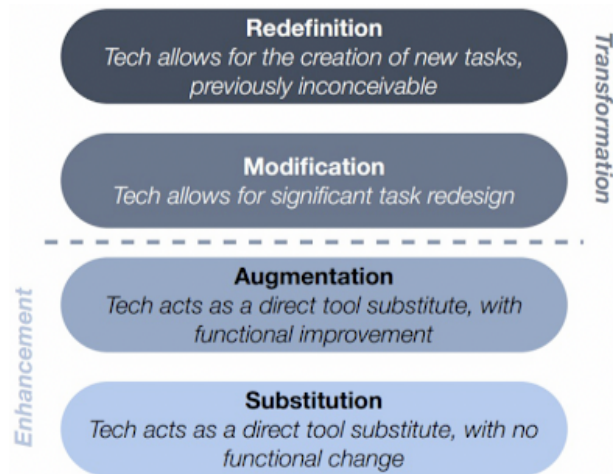 Redefinition
Tech allows for the creation of new tasks,
previously inconceivable
Modification
Tech allows for significant task redesign
Transformation
Augmentation
Tech acts as a direct tool substitute, with
functional improvement
Substitution
Tech acts as a direct tool substitute, with no
functional change
Enhancement